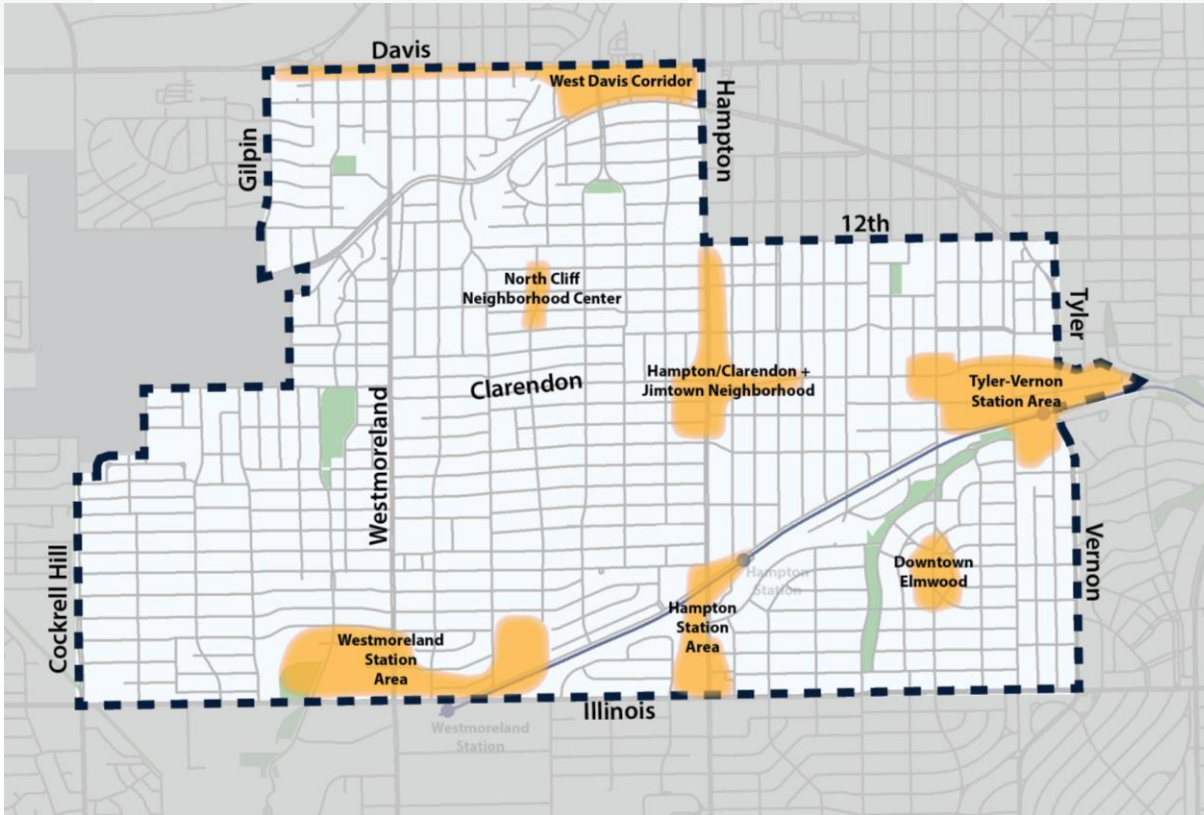 Davis
West Davis Corridor
Gilpin
Hampton
12th
North Cliff
Neighborhood Center
Tyler
Hampton/Clarendon +
Jimtown Neighborhood
Clarendon
Tyler-Vernon
Station Area
Westmoreland
Cockrell Hill
Hampton
Station
Downtown
Elmwood
Vernon
Hampton
Station
Area
Westmoreland
Station
Area
Illinois
Westmoreland
Station